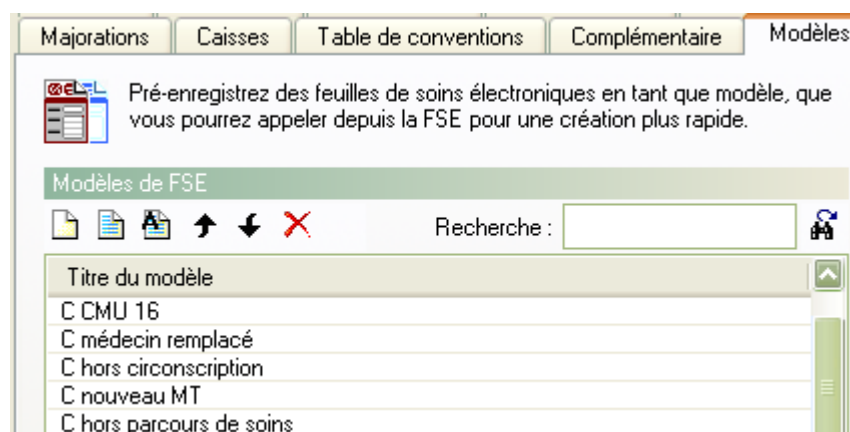 Majorations Caisses Table de conventions Complémentaire Modèles
Pré-enregistrez des feuilles de soins électroniques en tant que modèle, que
vous pourrez appeler depuis la FSE pour une création plus rapide.
Modèles de FSE
Recherche :
Titre du modèle
C CMU 16
C médecin remplacé
C hors circonscription
C nouveau MT
C hors parcours de soins